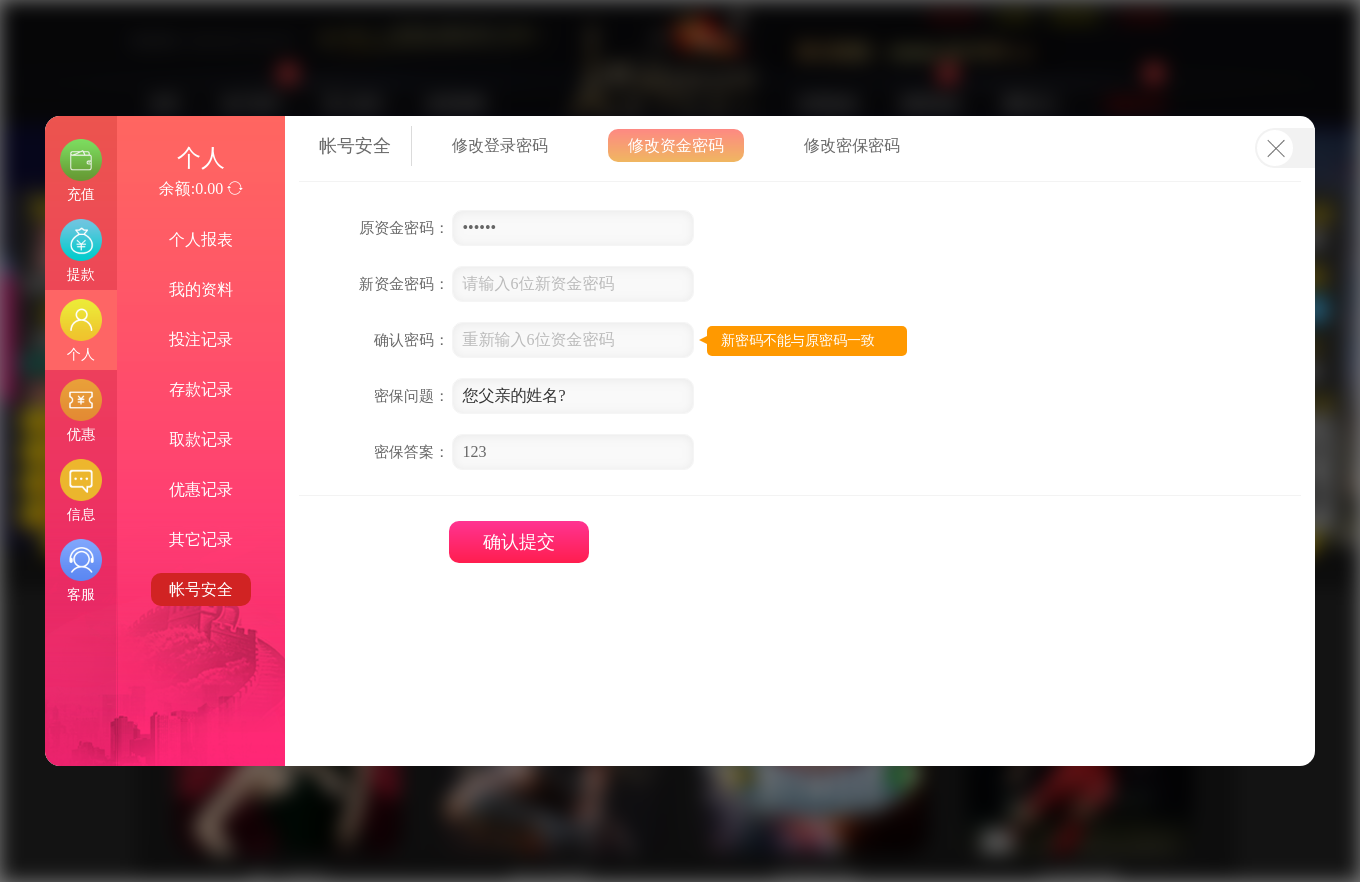 充值
提款
个人
优惠
信息
客服
个人
余额:0.00
个人报表
我的资料
投注记录
存款记录
取款记录
优惠记录
其它记录
帐号安全
帐号安全 修改登录密码 修改资金密码 修改密保密码
原资金密码： ••••••
新资金密码： 请输入6位新资金密码
确认密码： 重新输入6位资金密码 新密码不能与原密码一致
密保问题： 您父亲的姓名?
密保答案： 123
确认提交